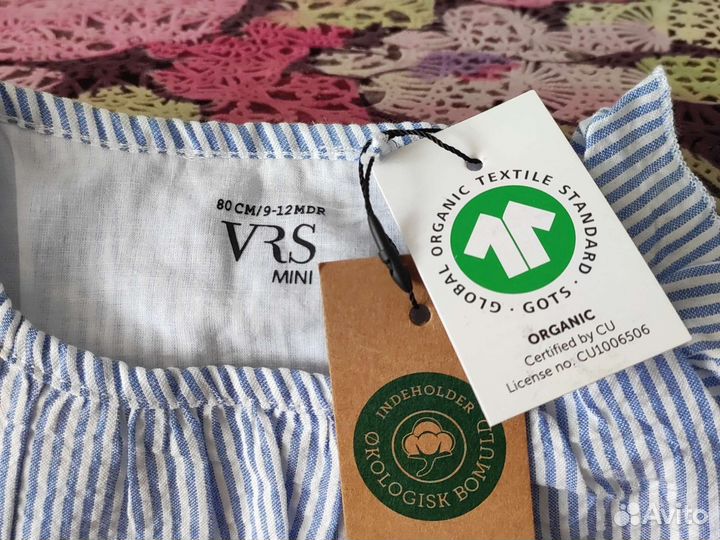 80 CM/9-12 MDR
VRS
MINI
GLOBAL ORGANIC TEXTILE STANDARD · GOTS ·
ORGANIC
Certified by CU
License no: CU1006506
INDEHOLDER
ØKOLOGISK BOMULD
Avito